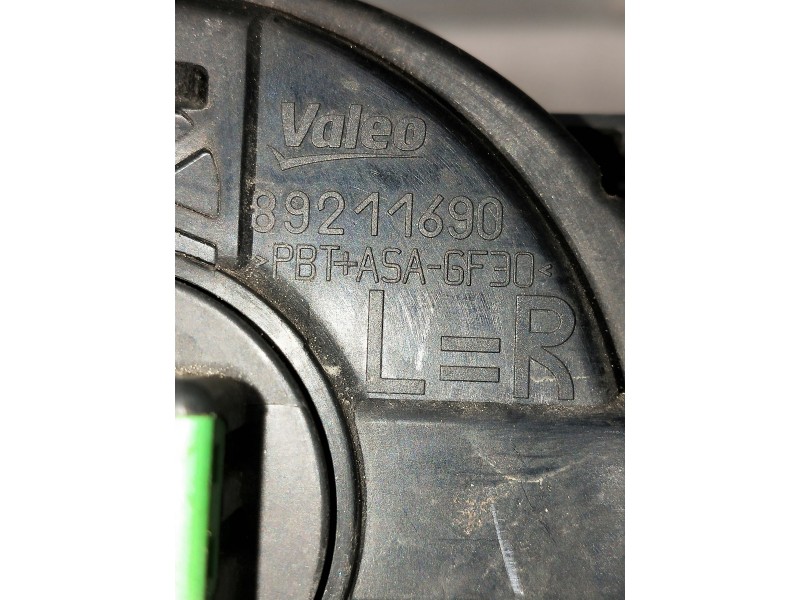 Valeo
89211690
>PBT+ASA-GF30<
L=R